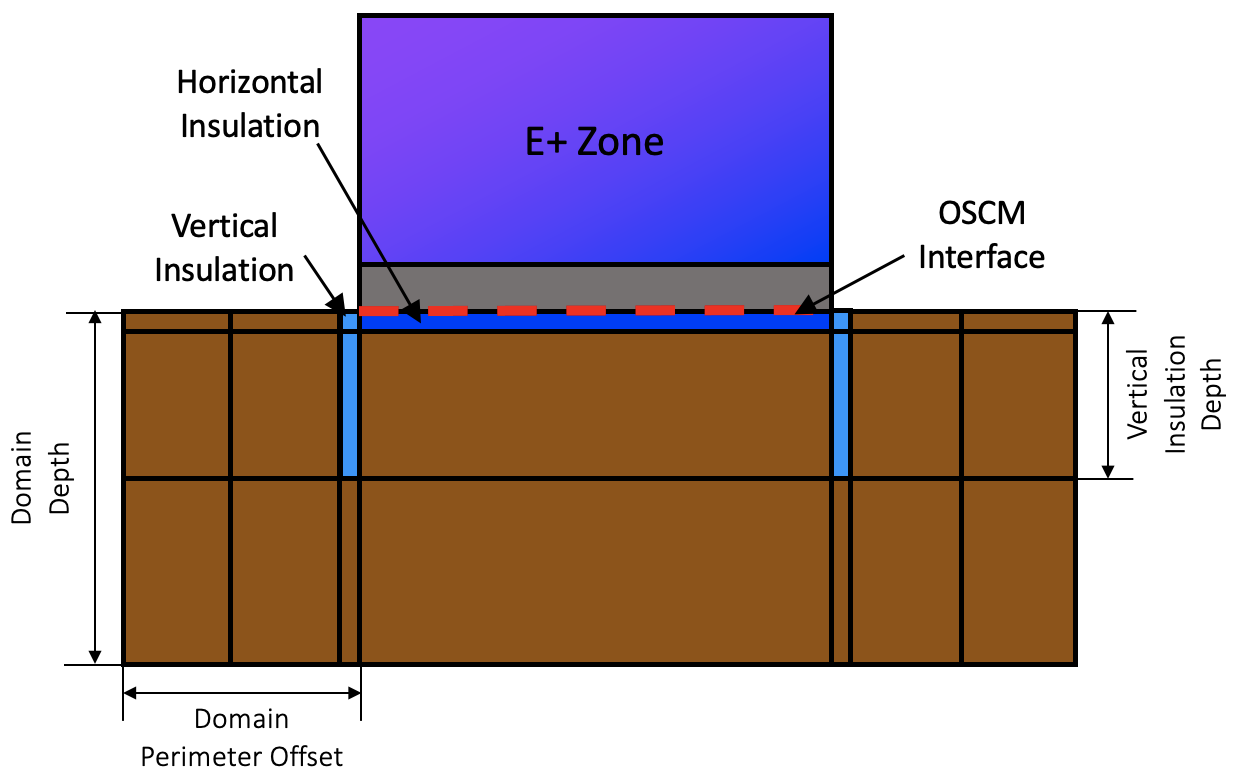 Horizontal
Insulation
E+ Zone
Vertical
Insulation
OSCM
Interface
Domain
Depth
Vertical
Insulation
Depth
Domain
Perimeter Offset